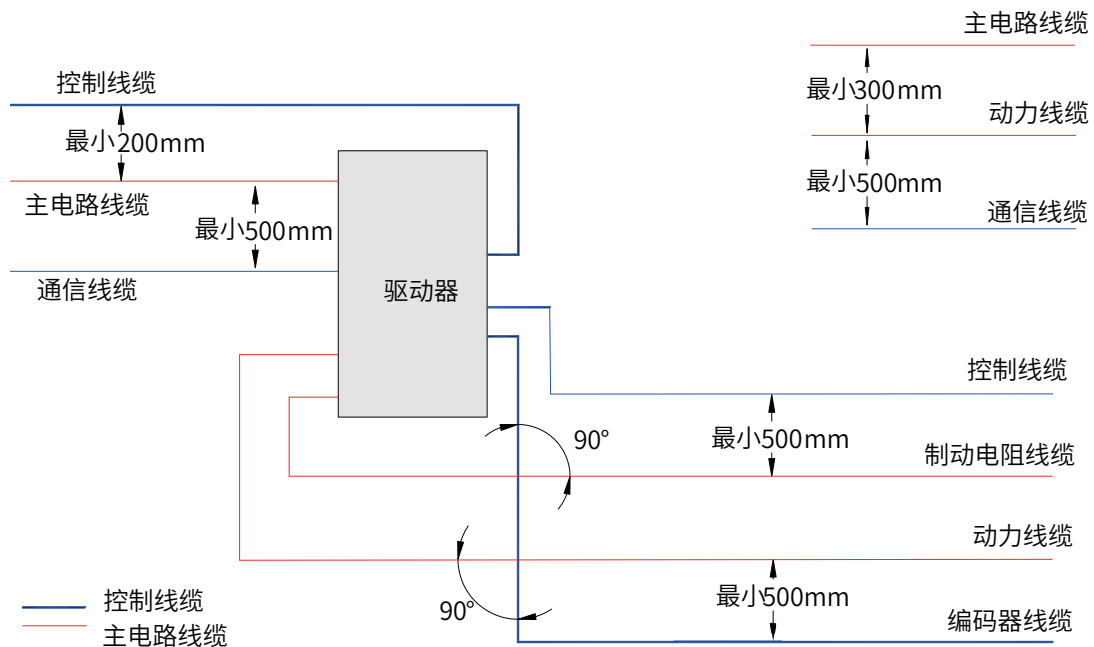 主电路线缆
控制线缆
最小300mm
动力线缆
最小200mm
最小500mm
主电路线缆
通信线缆
最小500mm
通信线缆
驱动器
控制线缆
90°
最小500mm
制动电阻线缆
动力线缆
最小500mm
90°
控制线缆
编码器线缆
主电路线缆